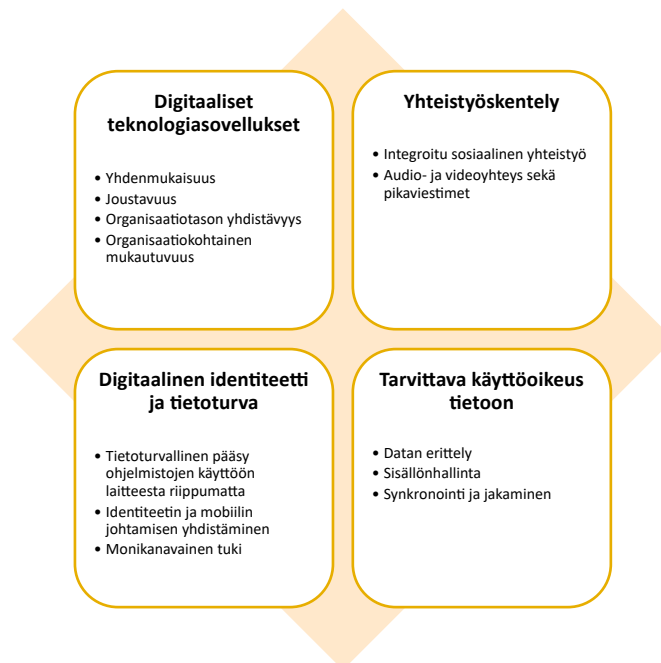 Digitaaliset
teknologiasovellukset
• Yhdenmukaisuus
• Joustavuus
• Organisaatiotason yhdistävyys
• Organisaatiokohtainen
mukautuvuus
Yhteistyöskentely
• Integroitu sosiaalinen yhteistyö
• Audio- ja videoyhteys sekä
pikaviestimet
Digitaalinen identiteetti
ja tietoturva
• Tietoturvallinen pääsy
ohjelmistojen käyttöön
laitteesta riippumatta
• Identiteetin ja mobiilin
johtamisen yhdistäminen
• Monikanavainen tuki
Tarvittava käyttöoikeus
tietoon
• Datan erittely
• Sisällönhallinta
• Synkronointi ja jakaminen